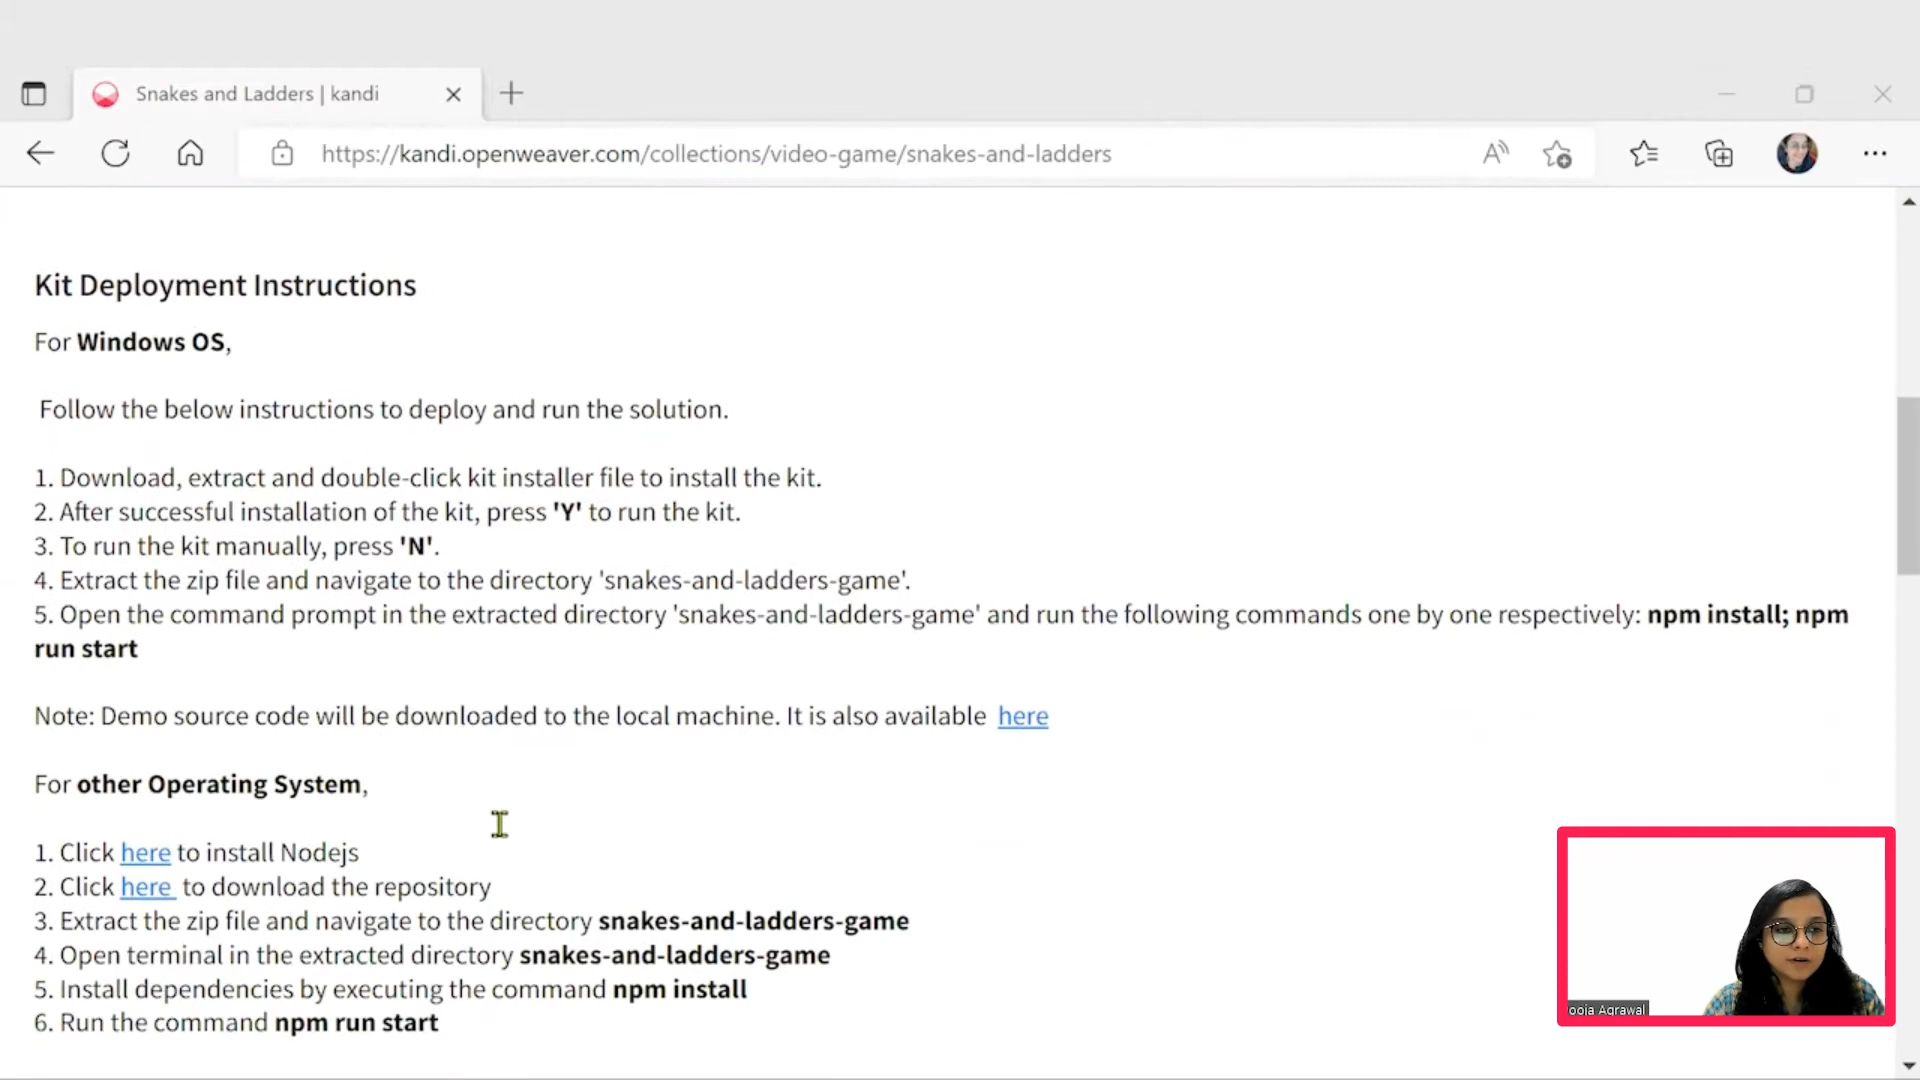 Snakes and Ladders | kandi
https://kandi.openweaver.com/collections/video-game/snakes-and-ladders
Kit Deployment Instructions
For Windows OS,
Follow the below instructions to deploy and run the solution.
1. Download, extract and double-click kit installer file to install the kit.
2. After successful installation of the kit, press 'Y' to run the kit.
3. To run the kit manually, press 'N'.
4. Extract the zip file and navigate to the directory 'snakes-and-ladders-game'.
5. Open the command prompt in the extracted directory 'snakes-and-ladders-game' and run the following commands one by one respectively: npm install; npm
run start
Note: Demo source code will be downloaded to the local machine. It is also available here
For other Operating System,
1. Click here to install Nodejs
2. Click here to download the repository
3. Extract the zip file and navigate to the directory snakes-and-ladders-game
4. Open terminal in the extracted directory snakes-and-ladders-game
5. Install dependencies by executing the command npm install
6. Run the command npm run start
ooja Agrawal